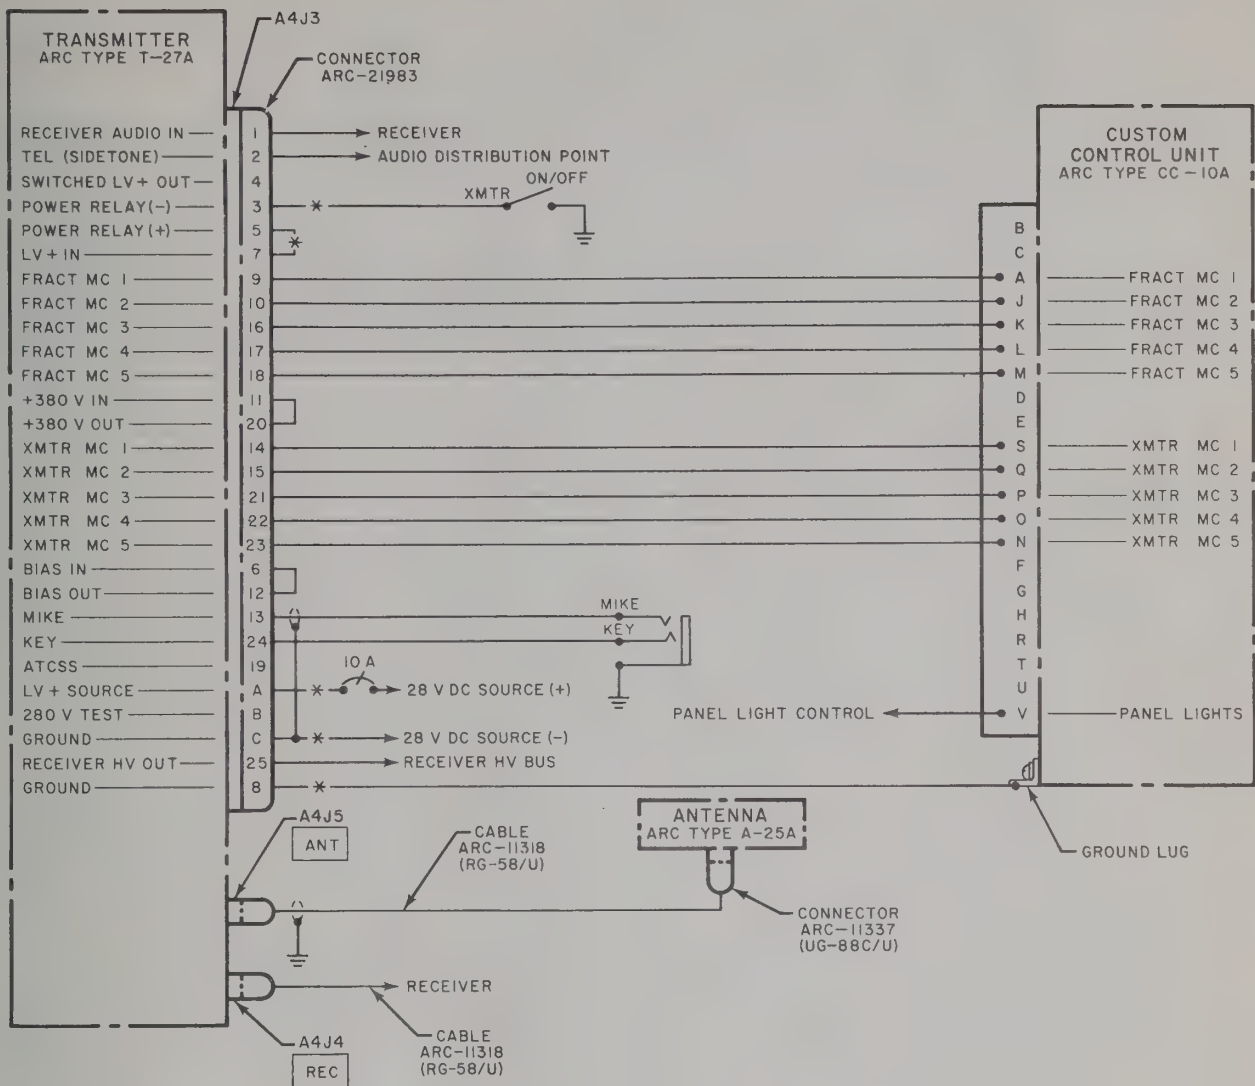 A4J3
TRANSMITTER
ARC TYPE T-27A
CONNECTOR
ARC-21983
RECEIVER AUDIO IN 1 RECEIVER
TEL (SIDETONE) 2 AUDIO DISTRIBUTION POINT
SWITCHED LV+ OUT 4
XMTR ON/OFF
POWER RELAY(-) 3 *
POWER RELAY(+) 5
*
LV+ IN 7
FRACT MC 1 9
FRACT MC 2 10
FRACT MC 3 16
FRACT MC 4 17
FRACT MC 5 18
+380 V IN 11
+380 V OUT 20
XMTR MC 1 14
XMTR MC 2 15
XMTR MC 3 21
XMTR MC 4 22
XMTR MC 5 23
BIAS IN 6
BIAS OUT 12
MIKE 13 MIKE
KEY 24 KEY
ATCSS 19
10 A
LV+ SOURCE A * 28 V DC SOURCE (+)
280 V TEST B
GROUND C * 28 V DC SOURCE (-)
RECEIVER HV OUT 25 RECEIVER HV BUS
GROUND 8 *
CUSTOM
CONTROL UNIT
ARC TYPE CC-10A
B
C
A FRACT MC 1
J FRACT MC 2
K FRACT MC 3
L FRACT MC 4
M FRACT MC 5
D
E
S XMTR MC 1
Q XMTR MC 2
P XMTR MC 3
O XMTR MC 4
N XMTR MC 5
F
G
H
R
T
U
PANEL LIGHT CONTROL V PANEL LIGHTS
GROUND LUG
A4J5
ANT
CABLE
ARC-11318
(RG-58/U)
ANTENNA
ARC TYPE A-25A
CONNECTOR
ARC-11337
(UG-88C/U)
RECEIVER
A4J4
REC
CABLE
ARC-11318
(RG-58/U)